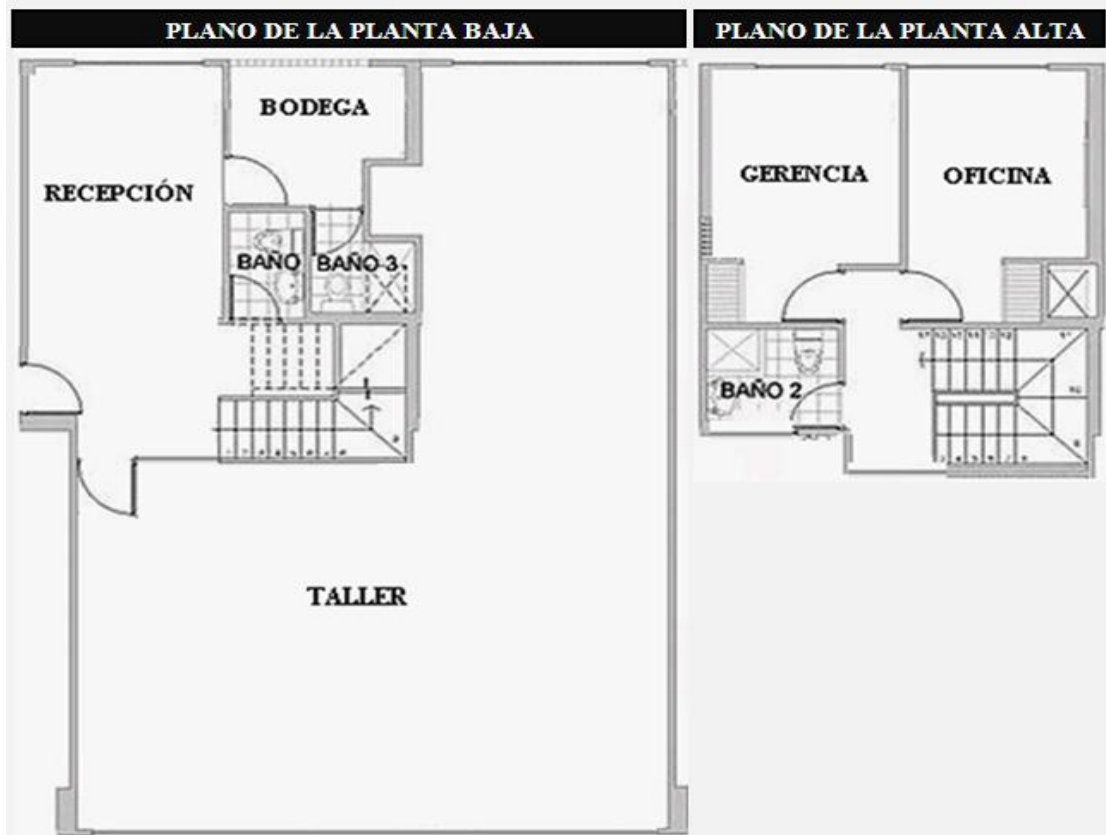 PLANO DE LA PLANTA BAJA
PLANO DE LA PLANTA ALTA
BODEGA
RECEPCIÓN
BAÑO
BAÑO 3
TALLER
GERENCIA
OFICINA
BAÑO 2